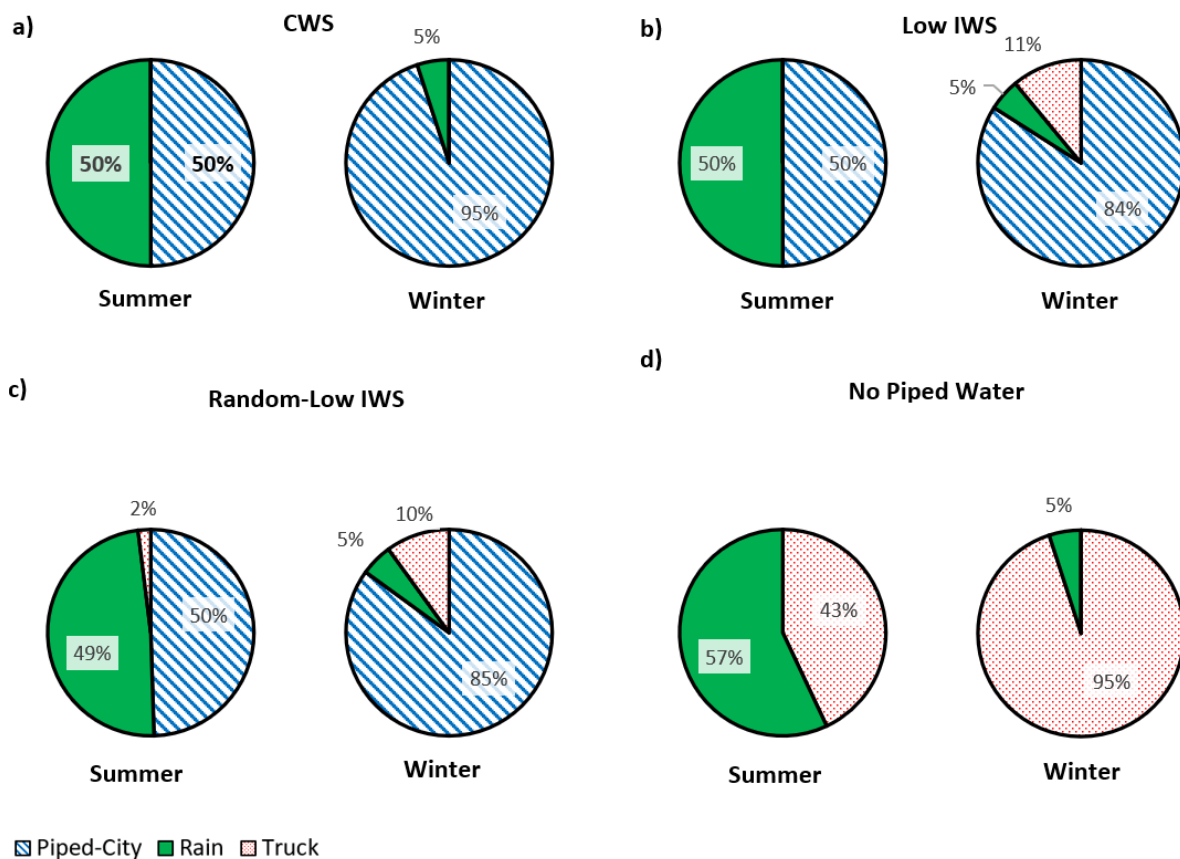 a)
CWS
50%
50%
Summer
5%
95%
Winter
b)
Low IWS
50%
50%
Summer
11%
5%
84%
Winter
c)
Random-Low IWS
2%
49%
50%
Summer
10%
5%
85%
Winter
d)
No Piped Water
57%
43%
Summer
5%
95%
Winter
Piped-City Rain Truck